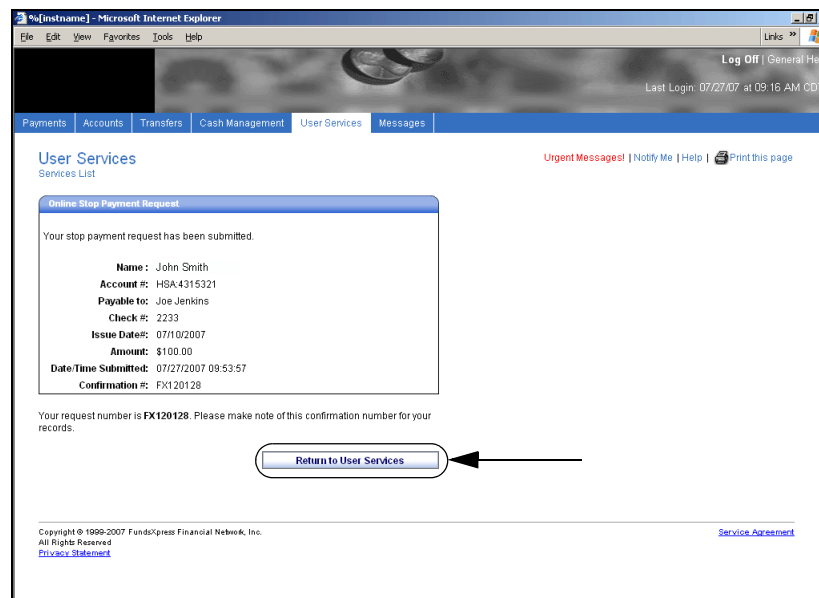 %[instname] - Microsoft Internet Explorer
File Edit View Favorites Tools Help Links »
Log Off | General He
Last Login: 07/27/07 at 09:16 AM CD
Payments Accounts Transfers Cash Management User Services Messages
User Services
Services List
Urgent Messages! | Notify Me | Help | Print this page
Online Stop Payment Request
Your stop payment request has been submitted.
Name : John Smith
Account #: HSA:4315321
Payable to: Joe Jenkins
Check #: 2233
Issue Date#: 07/10/2007
Amount: $100.00
Date/Time Submitted: 07/27/2007 09:53:57
Confirmation #: FX120128
Your request number is FX120128. Please make note of this confirmation number for your
records.
Return to User Services
Copyright © 1999-2007 FundsXpress Financial Network, Inc.
All Rights Reserved
Privacy Statement
Service Agreement